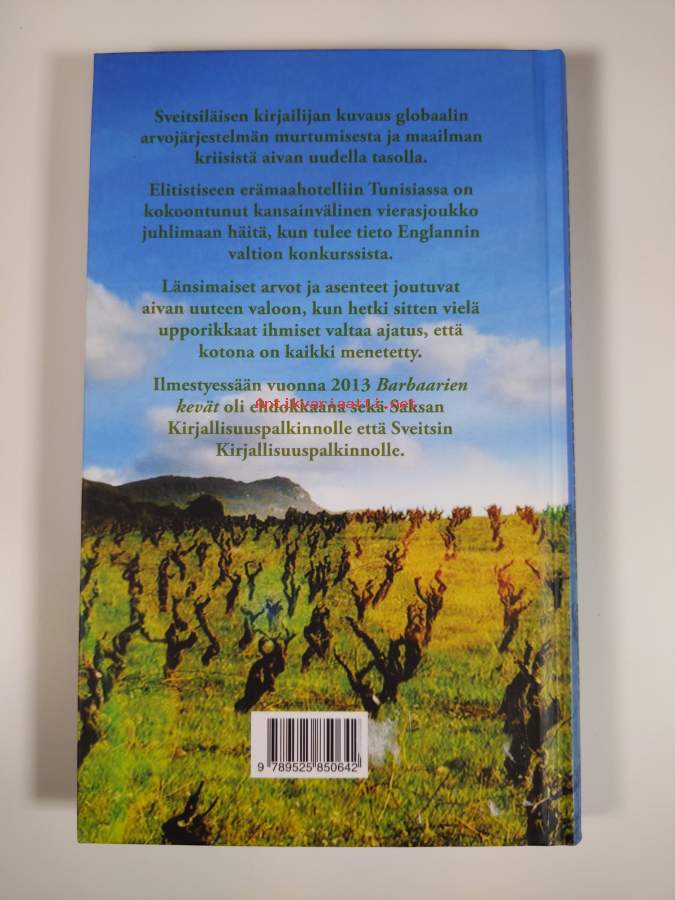 Sveitsiläisen kirjailijan kuvaus globaalin
arvojärjestelmän murtumisesta ja maailman
kriisistä aivan uudella tasolla.
Elitistiseen erämaahotelliin Tunisiassa on
kokoontunut kansainvälinen vierasjoukko
juhlimaan häitä, kun tulee tieto Englannin
valtion konkurssista.
Länsimaiset arvot ja asenteet joutuvat
aivan uuteen valoon, kun hetki sitten vielä
upporikkaat ihmiset valtaa ajatus, että
kotona on kaikki menetetty.
Ilmestyessään vuonna 2013 Barbaarien
Antikvariaatti.net
kevät oli ehdokkaana sekä Saksan
Kirjallisuuspalkinnolle että Sveitsin
Kirjallisuuspalkinnolle.
9 789525 850642